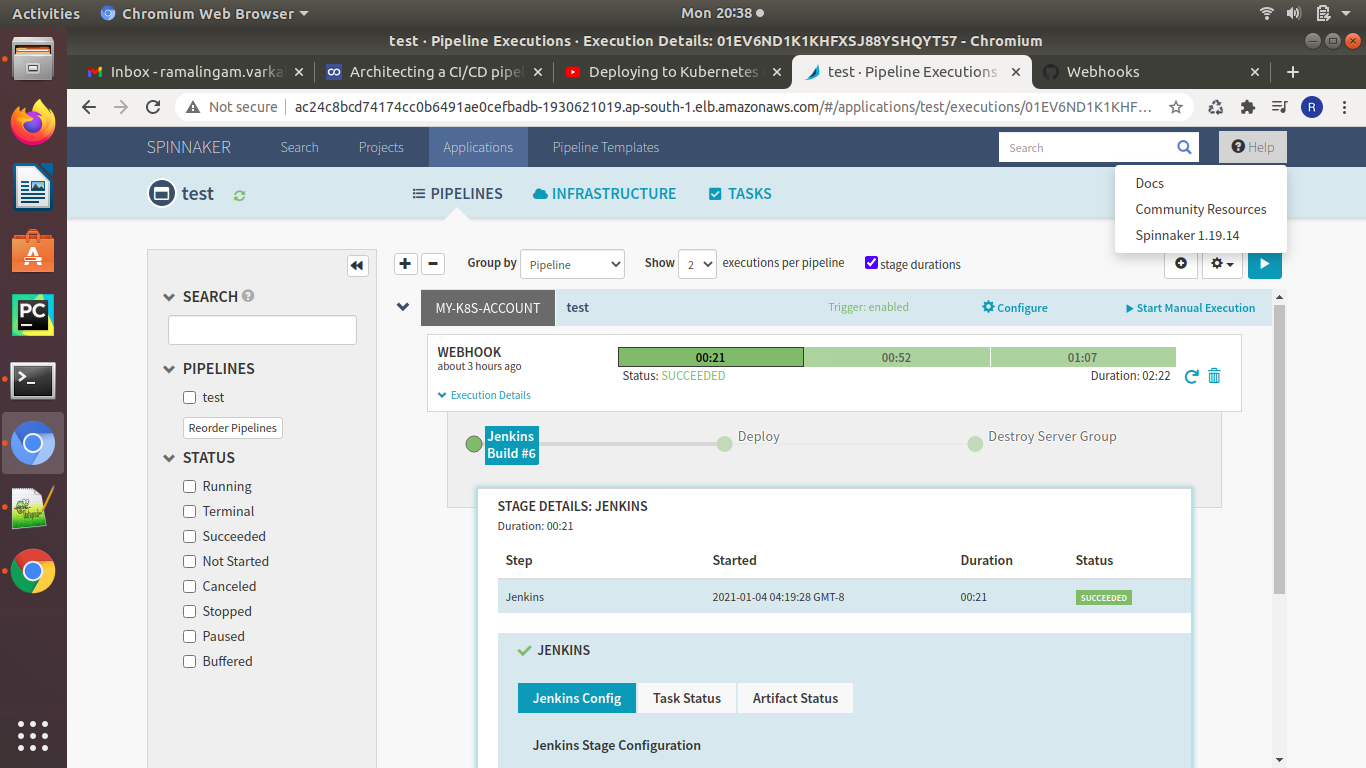 Activities
Chromium Web Browser
Mon 20:38
test · Pipeline Executions · Execution Details: 01EV6ND1K1KHFXSJ88YSHQYT57 - Chromium
Inbox - ramalingam.varka
Architecting a CI/CD pipel
Deploying to Kubernetes
test · Pipeline Executions
Webhooks
Not secure
ac24c8bcd74174cc0b6491ae0cefbadb-1930621019.ap-south-1.elb.amazonaws.com/#/applications/test/executions/01EV6ND1K1KHF...
R
SPINNAKER
Search
Projects
Applications
Pipeline Templates
Search
Help
Docs
Community Resources
Spinnaker 1.19.14
test
PIPELINES
INFRASTRUCTURE
TASKS
SEARCH
PIPELINES
test
Reorder Pipelines
STATUS
Running
Terminal
Succeeded
Not Started
Canceled
Stopped
Paused
Buffered
Group by
Pipeline
Show
2
executions per pipeline
stage durations
MY-K8S-ACCOUNT
test
Trigger: enabled
Configure
Start Manual Execution
WEBHOOK
about 3 hours ago
00:21
00:52
01:07
Status: SUCCEEDED
Duration: 02:22
Execution Details
Jenkins
Build #6
Deploy
Destroy Server Group
STAGE DETAILS: JENKINS
Duration: 00:21
Step
Started
Duration
Status
Jenkins
2021-01-04 04:19:28 GMT-8
00:21
SUCCEEDED
JENKINS
Jenkins Config
Task Status
Artifact Status
Jenkins Stage Configuration